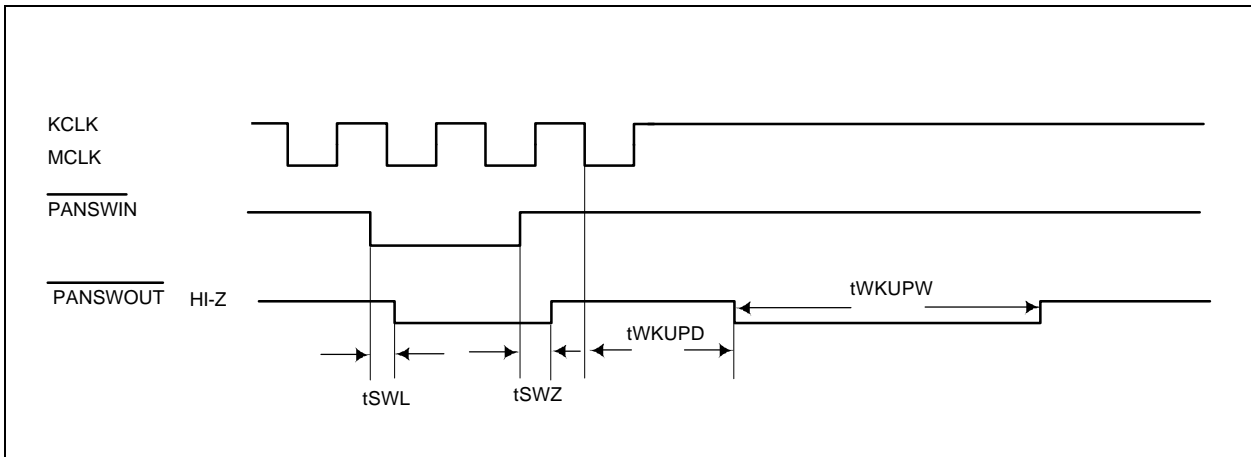 KCLK
MCLK
PANSWIN
PANSWOUT HI-Z
tWKUPW
tWKUPD
tSWL tSWZ